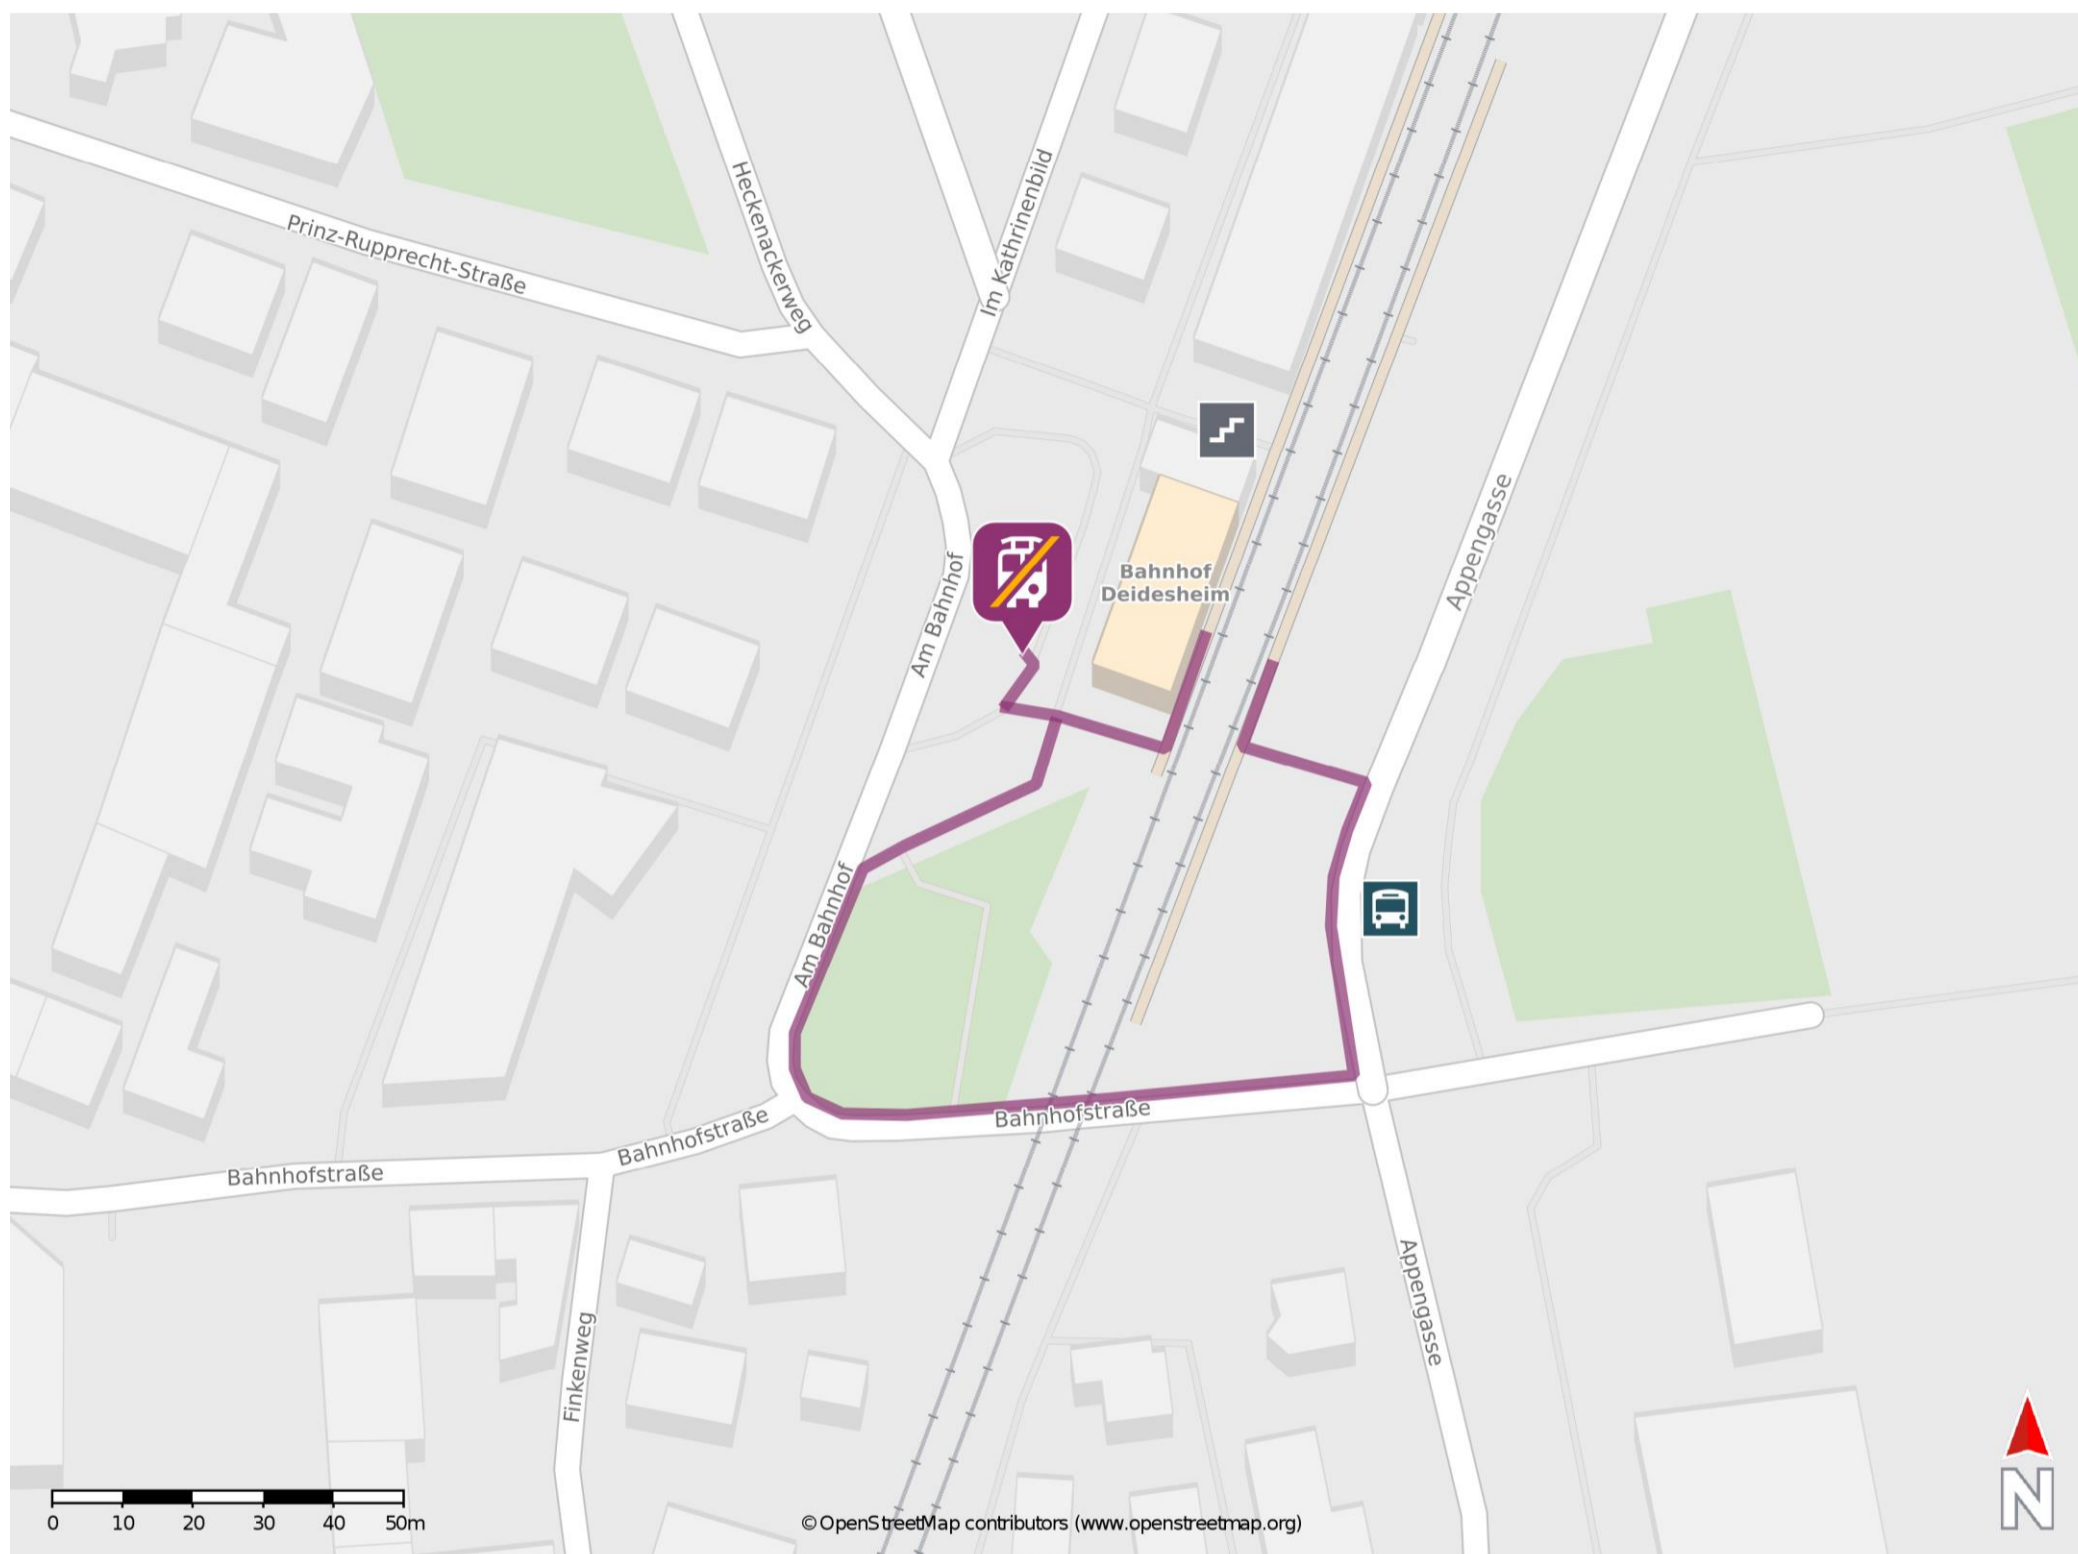 Heckenackerweg
Im Kathrinenbild
Prinz-Rupprecht-Straße
Appengasse
Am Bahnhof
Bahnhof
Deidesheim
Am Bahnhof
Bahnhofstraße
Bahnhofstraße
Bahnhofstraße
Appengasse
Finkenweg
N
0 10 20 30 40 50m
©OpenStreetMap contributors (www.openstreetmap.org)